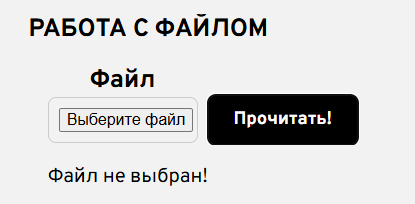 РАБОТА С ФАЙЛОМ
Файл
Выберите файл Прочитать!
Файл не выбран!